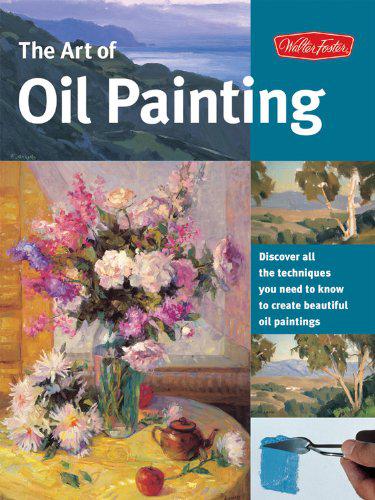 The Art of
Walter Foster
Oil Painting
Discover all
the techniques
you need to know
to create beautiful
oil paintings